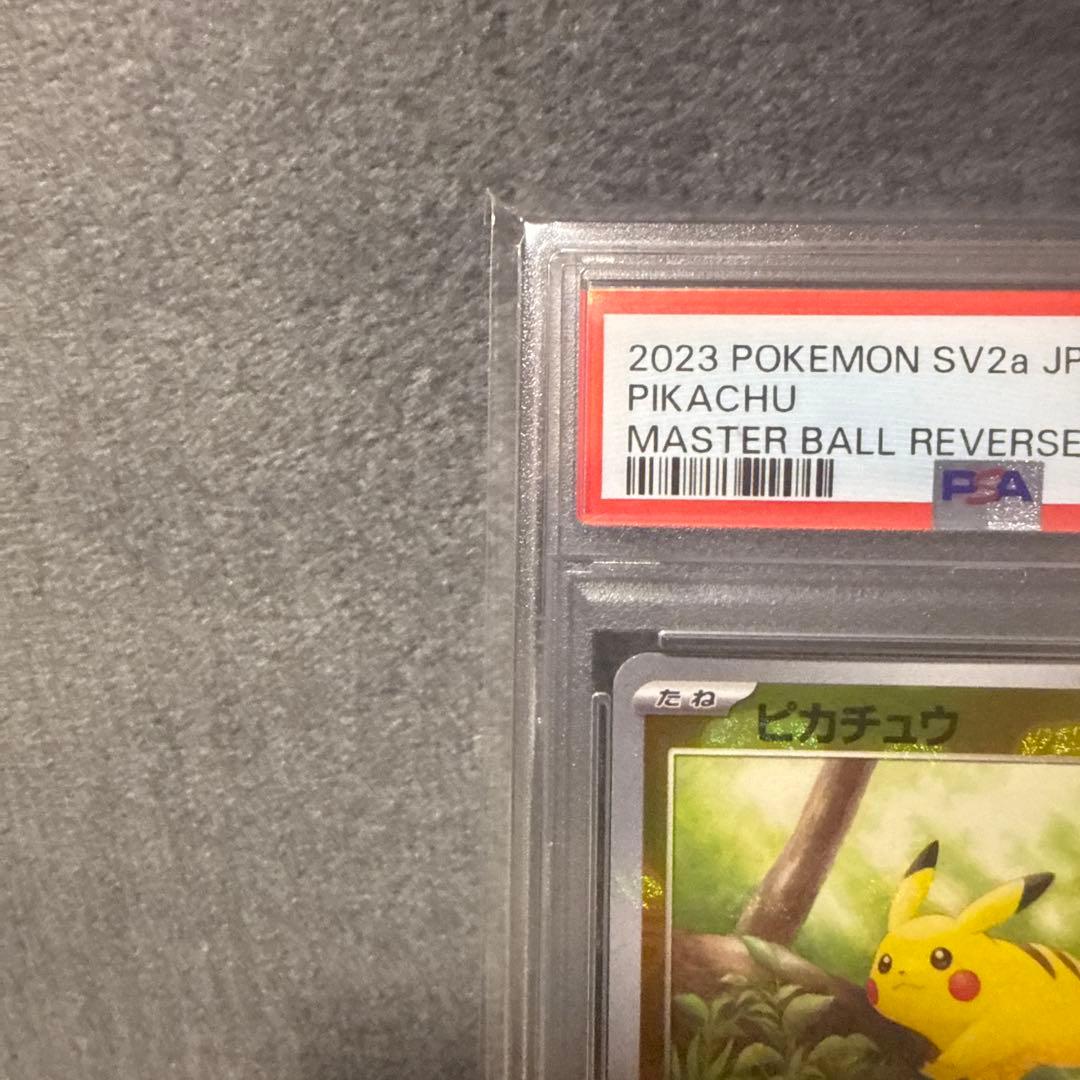 2023 POKEMON SV2a JP
PIKACHU
MASTER BALL REVERSE
PSA
たね
ピカチュウ